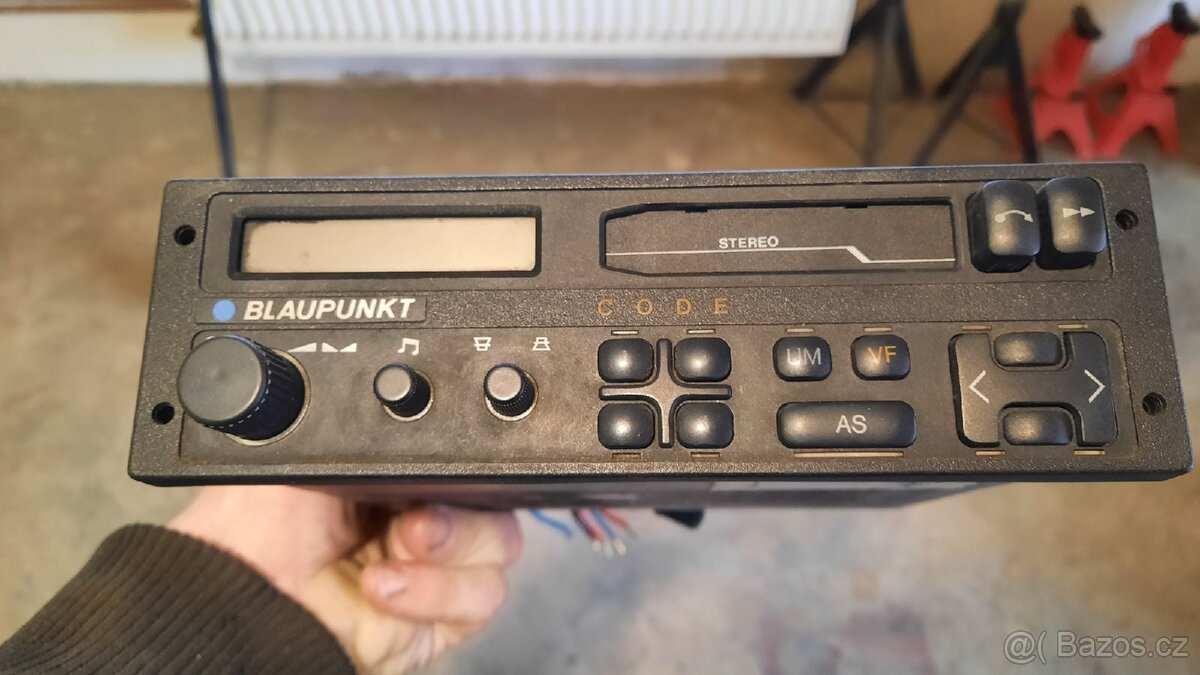 STEREO
BLAUPUNKT
CODE
UM
VF
AS
@( Bazos.cz